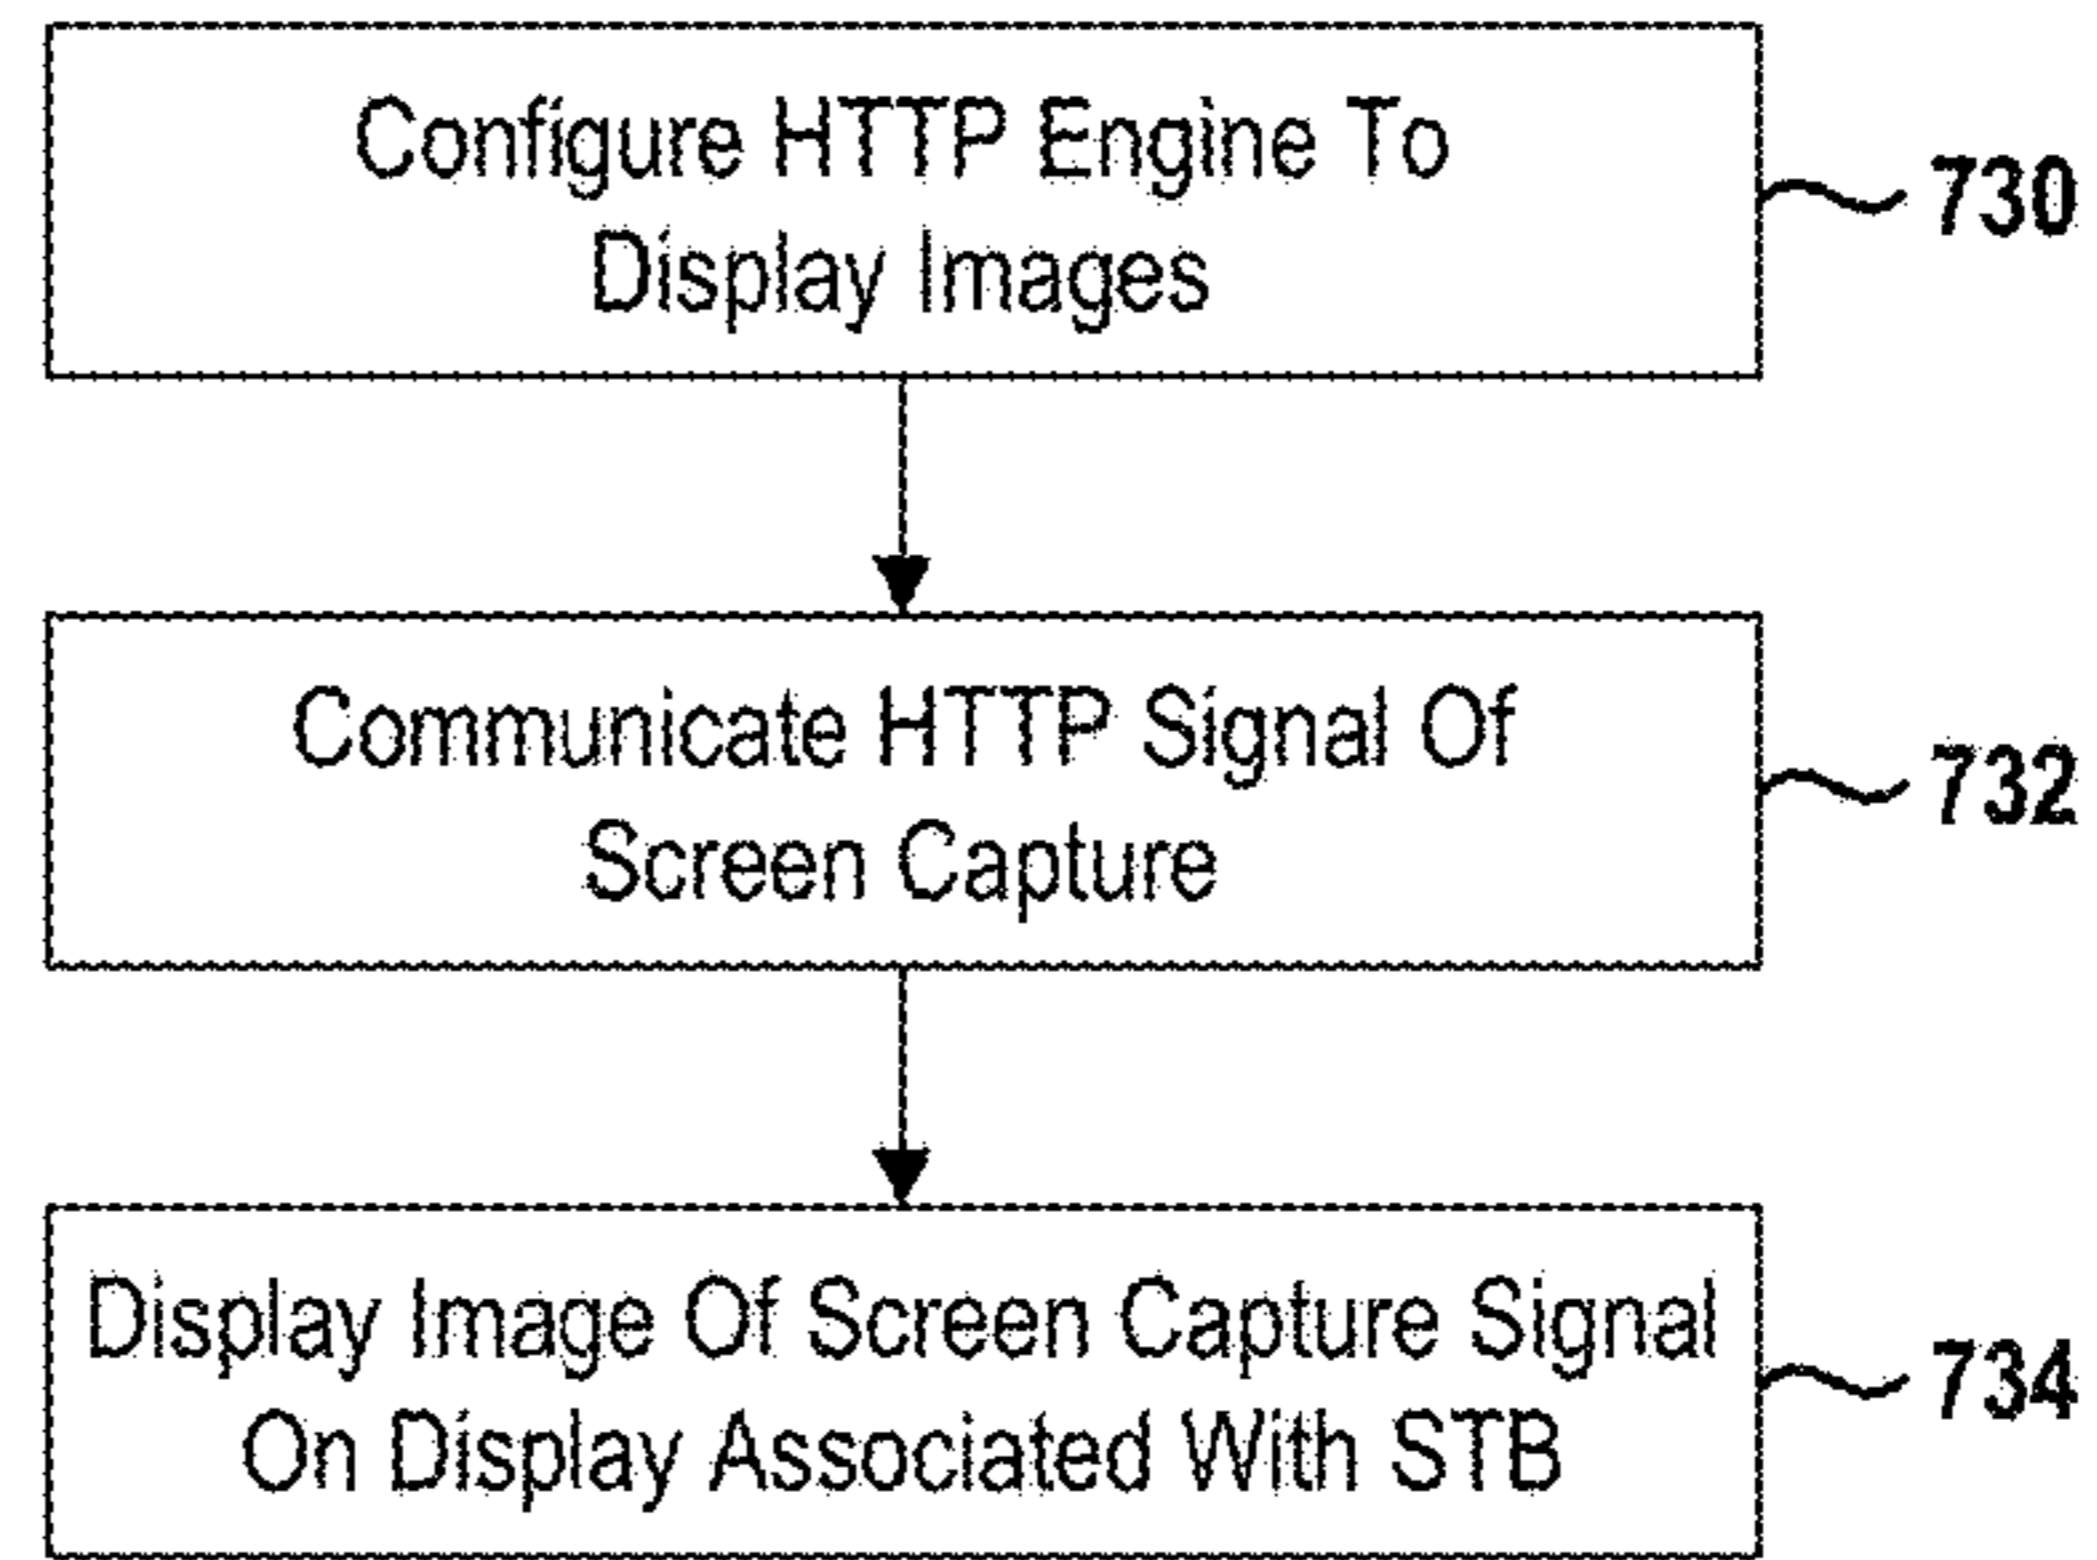 Configure HTTP Engine To
Display Images
730
Communicate HTTP Signal Of
Screen Capture
732
Display Image Of Screen Capture Signal
On Display Associated With STB
734